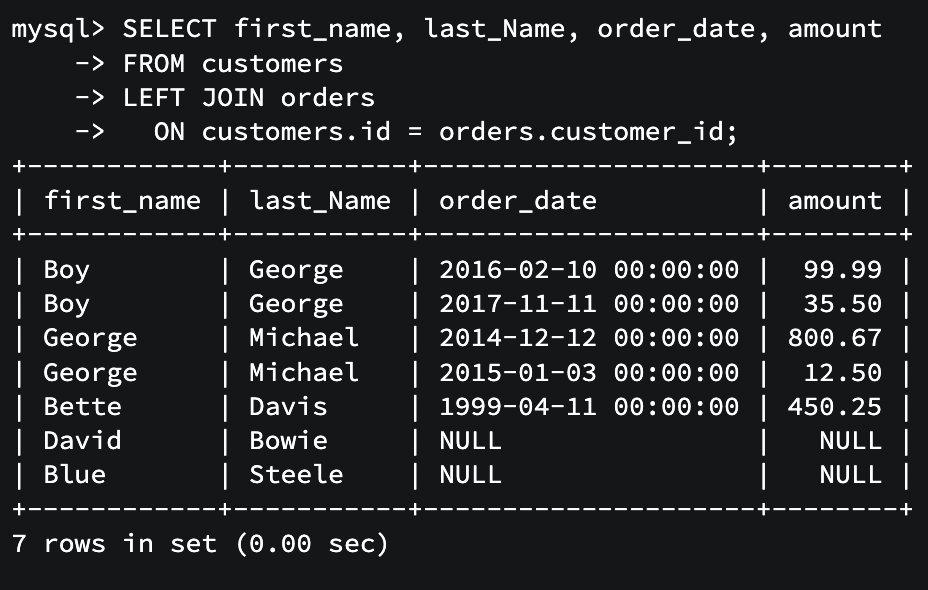 mysql> SELECT first_name, last_Name, order_date, amount
    -> FROM customers
    -> LEFT JOIN orders
    ->   ON customers.id = orders.customer_id;
+------------+-----------+---------------------+--------+
| first_name | last_Name | order_date          | amount |
+------------+-----------+---------------------+--------+
| Boy        | George    | 2016-02-10 00:00:00 |  99.99 |
| Boy        | George    | 2017-11-11 00:00:00 |  35.50 |
| George     | Michael   | 2014-12-12 00:00:00 | 800.67 |
| George     | Michael   | 2015-01-03 00:00:00 |  12.50 |
| Bette      | Davis     | 1999-04-11 00:00:00 | 450.25 |
| David      | Bowie     | NULL                |   NULL |
| Blue       | Steele    | NULL                |   NULL |
+------------+-----------+---------------------+--------+
7 rows in set (0.00 sec)